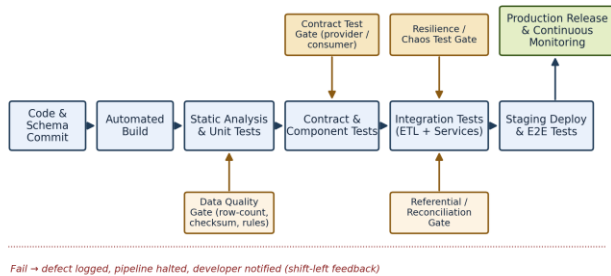 Contract Test
Gate (provider /
consumer)
Resilience /
Chaos Test Gate
Production Release
& Continuous
Monitoring
Code &
Schema
Commit
Automated
Build
Static Analysis
& Unit Tests
Contract &
Component Tests
Integration Tests
(ETL + Services)
Staging Deploy
& E2E Tests
Data Quality
Gate (row-count,
checksum, rules)
Referential /
Reconciliation
Gate
Fail → defect logged, pipeline halted, developer notified (shift-left feedback)